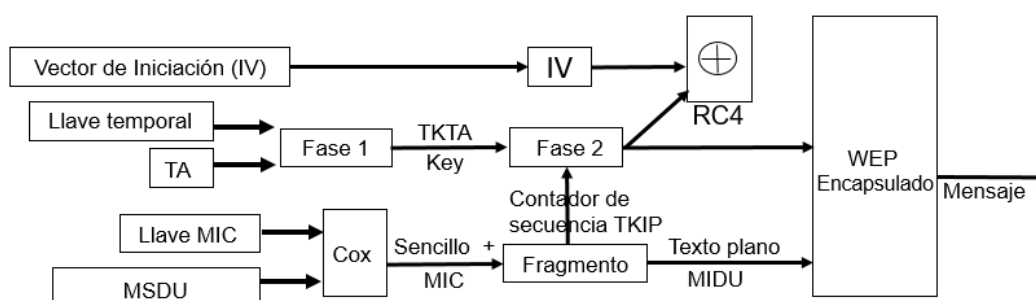 Vector de Iniciación (IV)
IV
RC4
Llave temporal
TA
Fase 1
TKTA
Key
Fase 2
WEP
Encapsulado
Mensaje
Contador de
secuencia TKIP
Llave MIC
MSDU
Cox
Sencillo +
MIC
Fragmento
Texto plano
MIDU